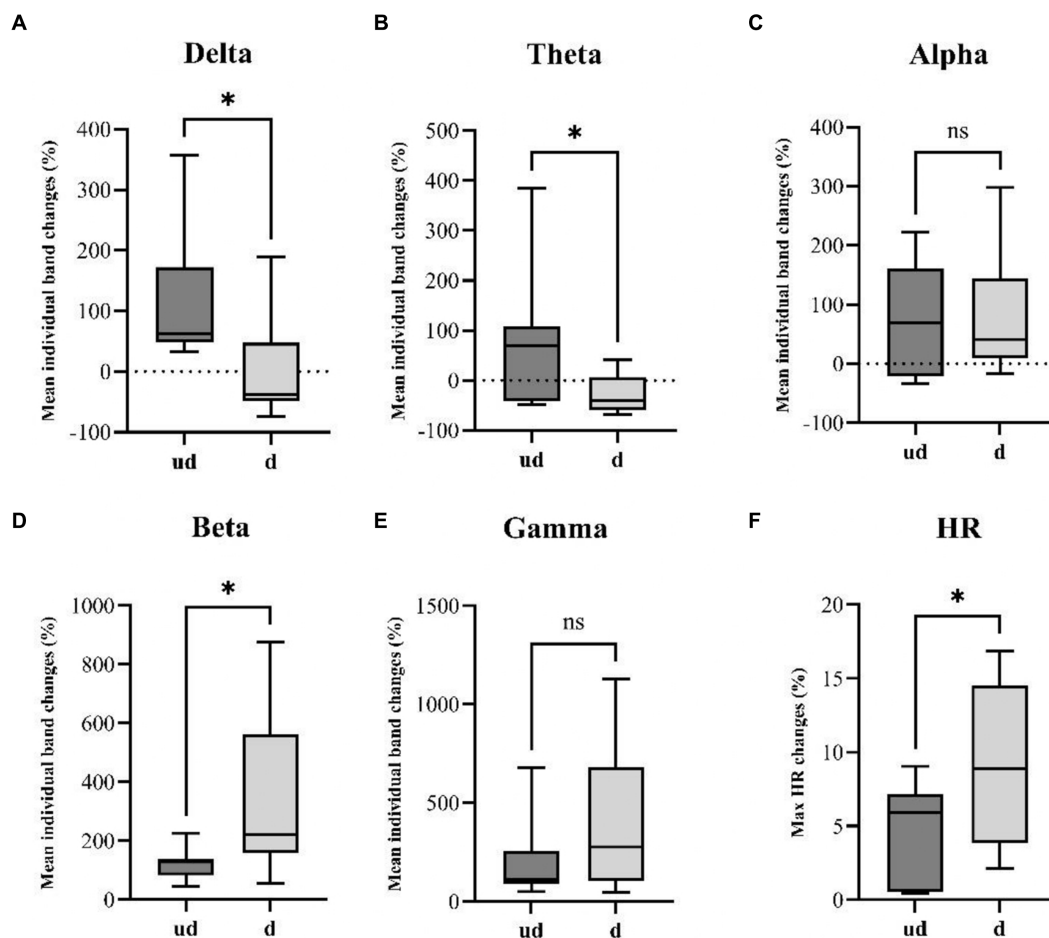 A
Delta
*
Mean individual band changes (%)
400
300
200
100
0
-100
ud
d
B
Theta
*
Mean individual band changes (%)
500
400
300
200
100
0
-100
ud
d
C
Alpha
ns
Mean individual band changes (%)
400
300
200
100
0
-100
ud
d
D
Beta
*
Mean individual band changes (%)
1000
800
600
400
200
0
ud
d
E
Gamma
ns
Mean individual band changes (%)
1500
1000
500
0
ud
d
F
HR
*
Max HR changes (%)
20
15
10
5
0
ud
d